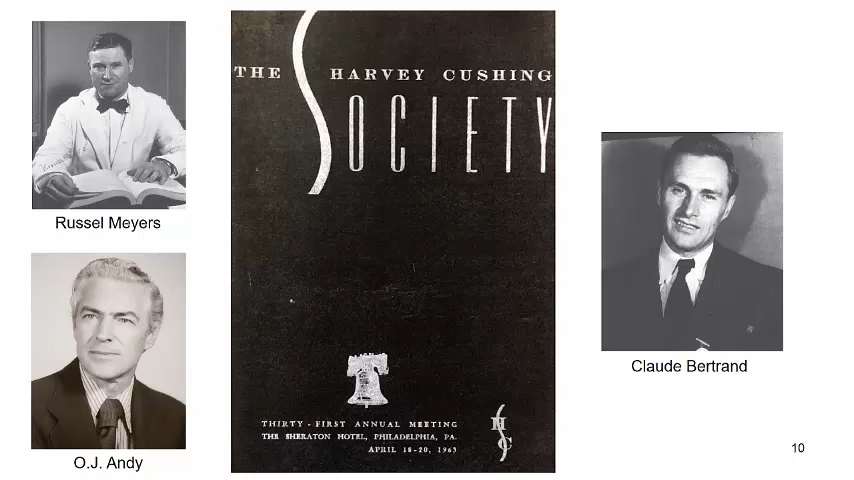 Russel Meyers
O.J. Andy
THE HARVEY CUSHING
SOCIETY
THIRTY - FIRST ANNUAL MEETING
THE SHERATON HOTEL, PHILADELPHIA, PA.
APRIL 18-20, 1963
HCS
Claude Bertrand
10